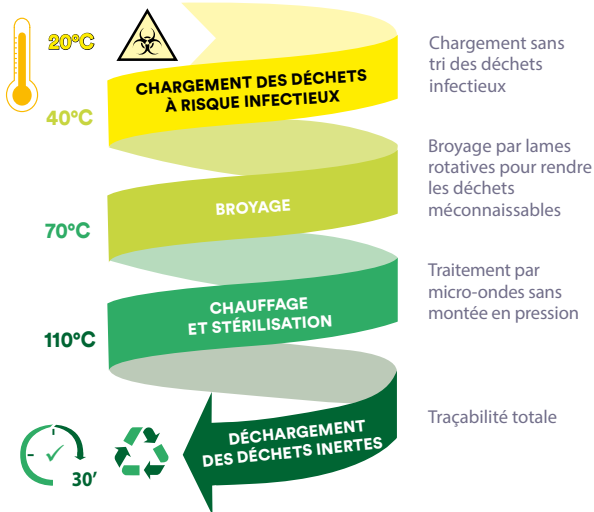 20°C
CHARGEMENT DES DÉCHETS
À RISQUE INFECTIEUX
Chargement sans
tri des déchets
infectieux
40°C
BROYAGE
Broyage par lames
rotatives pour rendre
les déchets
méconnaissables
70°C
CHAUFFAGE
ET STÉRILISATION
Traitement par
micro-ondes sans
montée en pression
110°C
DÉCHARGEMENT
DES DÉCHETS INERTES
Traçabilité totale
30’